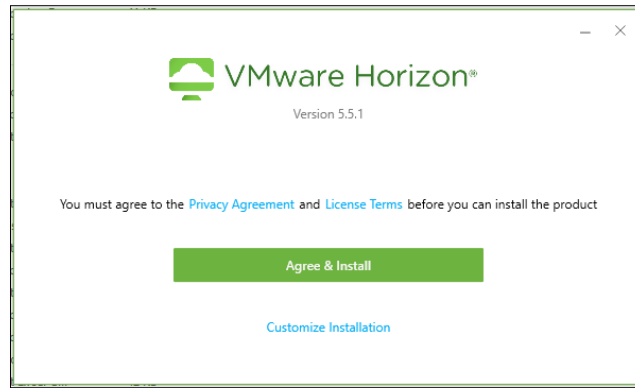 VMware Horizon®
Version 5.5.1
You must agree to the Privacy Agreement and License Terms before you can install the product
Agree & Install
Customize Installation